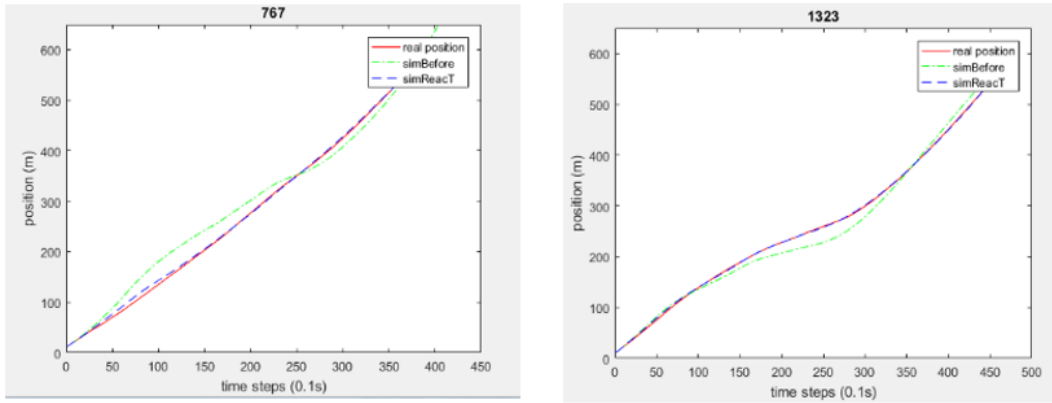 767
600
500
400
300
200
100
0
position (m)
real position
simBefore
simReacT
0 50 100 150 200 250 300 350 400 450
time steps (0.1s)
1323
600
500
400
300
200
100
0
position (m)
real position
simBefore
simReacT
0 50 100 150 200 250 300 350 400 450 500
time steps (0.1s)